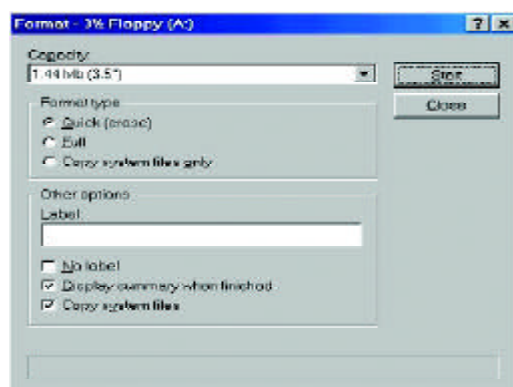 Format - 3½ Floppy (A:)
Capacity:
1.44 Mb (3.5")
Start
Format type
Close
Quick (erase)
Full
Copy system files only
Other options
Label:
No label
Display summary when finished
Copy system files